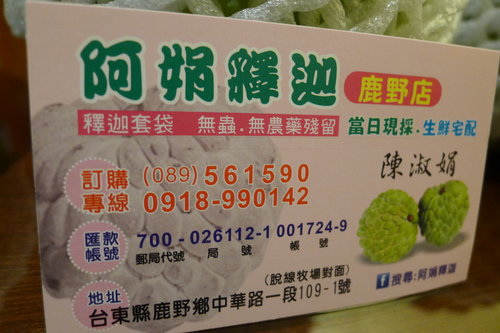 阿娟釋迦 鹿野店
釋迦套袋 無蟲.無農藥殘留 當日現採.生鮮宅配
陳淑娟
訂購專線 (089)561590
0918-990142
匯款帳號 700-026112-1 001724-9
郵局代號 局號 帳號
(脫線牧場對面)
地址 台東縣鹿野鄉中華路一段109-1號
f搜尋:阿娟釋迦